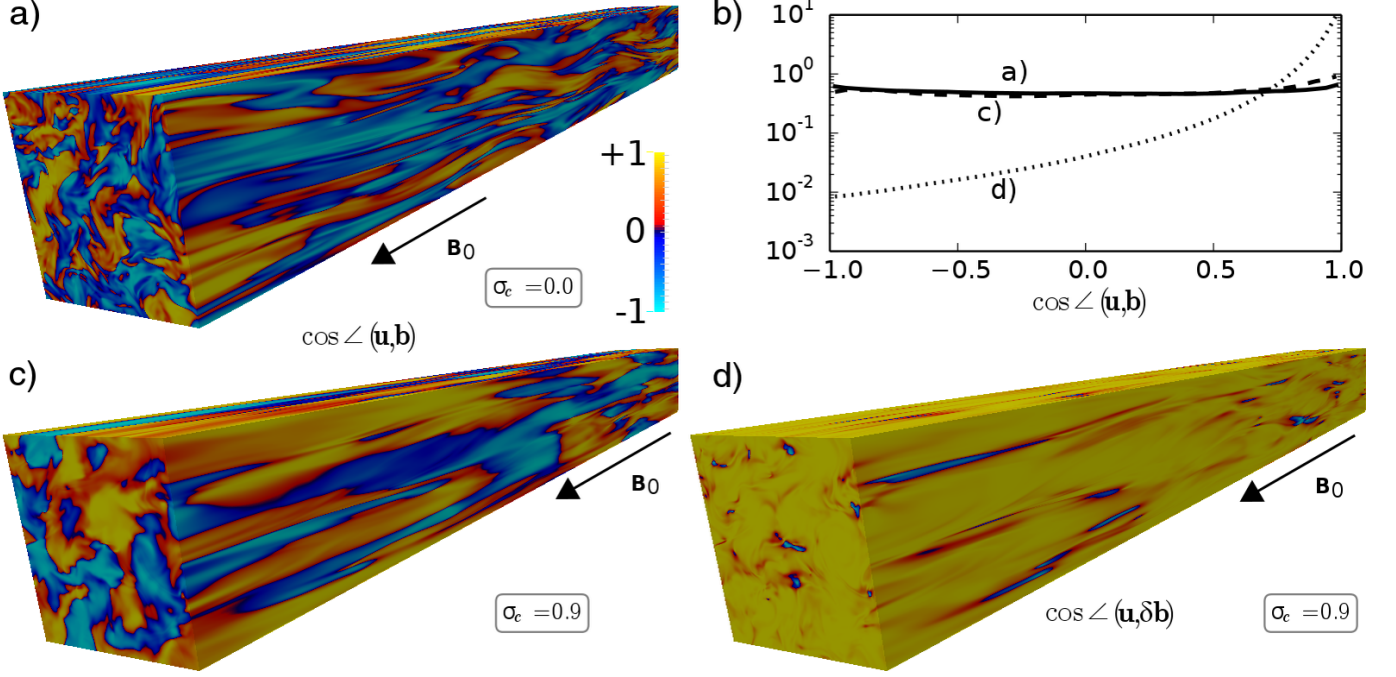 a)
+1
0
-1
B0
σc =0.0
cos∠(u,b)
b)
10^1
10^0
10^-1
10^-2
10^-3
a)
c)
d)
−1.0 −0.5 0.0 0.5 1.0
cos∠(u,b)
c)
B0
σc =0.9
d)
B0
cos∠(u,δb)
σc =0.9